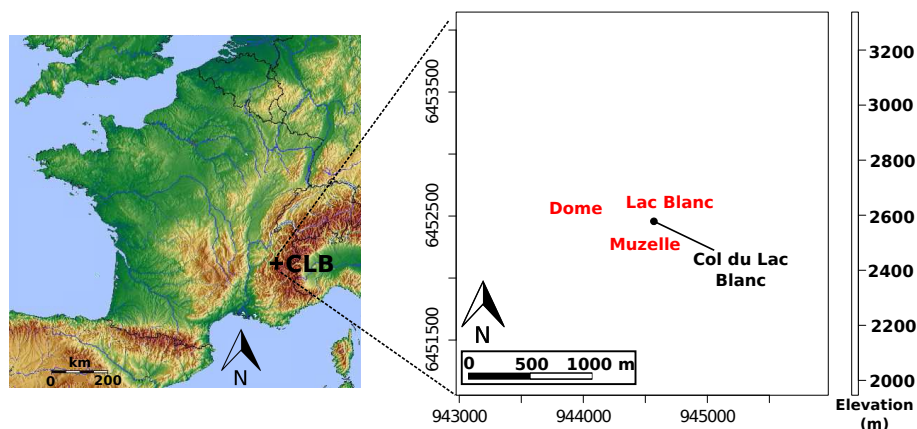 CLB
km
0 200
N
6453500
6452500
6451500
Dome
Lac Blanc
Muzelle
Col du Lac
Blanc
N
0 500 1000 m
943000 944000 945000
3200
3000
2800
2600
2400
2200
2000
Elevation
(m)